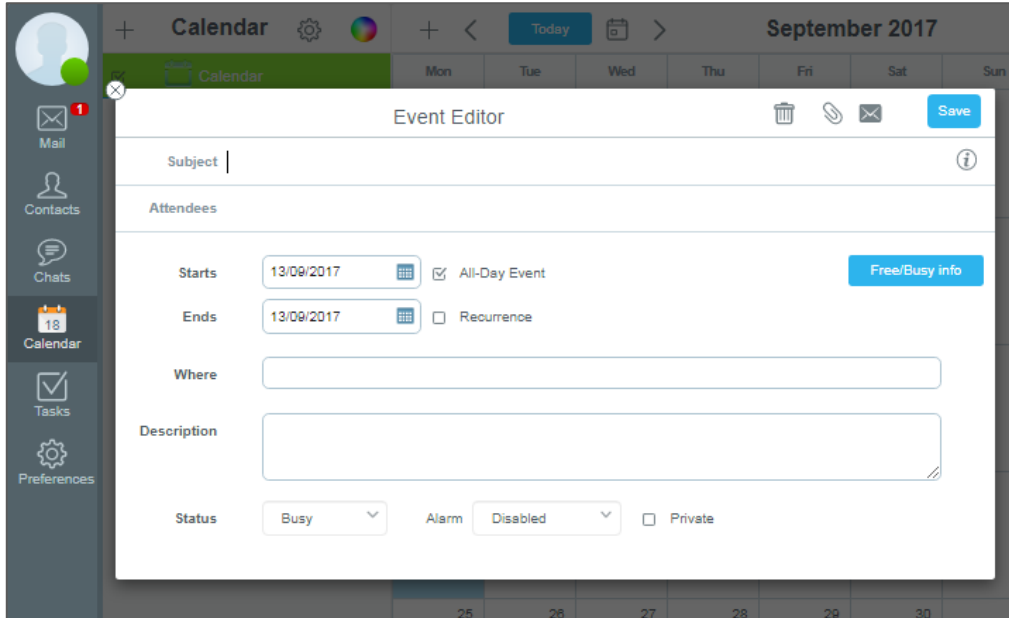 Calendar
Today
September 2017
Calendar
Mon Tue Wed Thu Fri Sat Sun
1
Mail
Contacts
Chats
18
Calendar
Tasks
Preferences
Event Editor
Save
Subject
i
Attendees
Starts 13/09/2017 All-Day Event Free/Busy info
Ends 13/09/2017 Recurrence
Where
Description
Status Busy Alarm Disabled Private
25 26 27 28 29 30